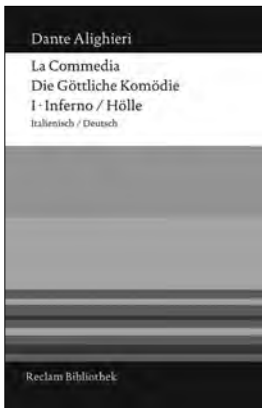 Dante Alighieri
La Commedia
Die Göttliche Komödie
I · Inferno / Hölle
Italienisch / Deutsch
Reclam Bibliothek